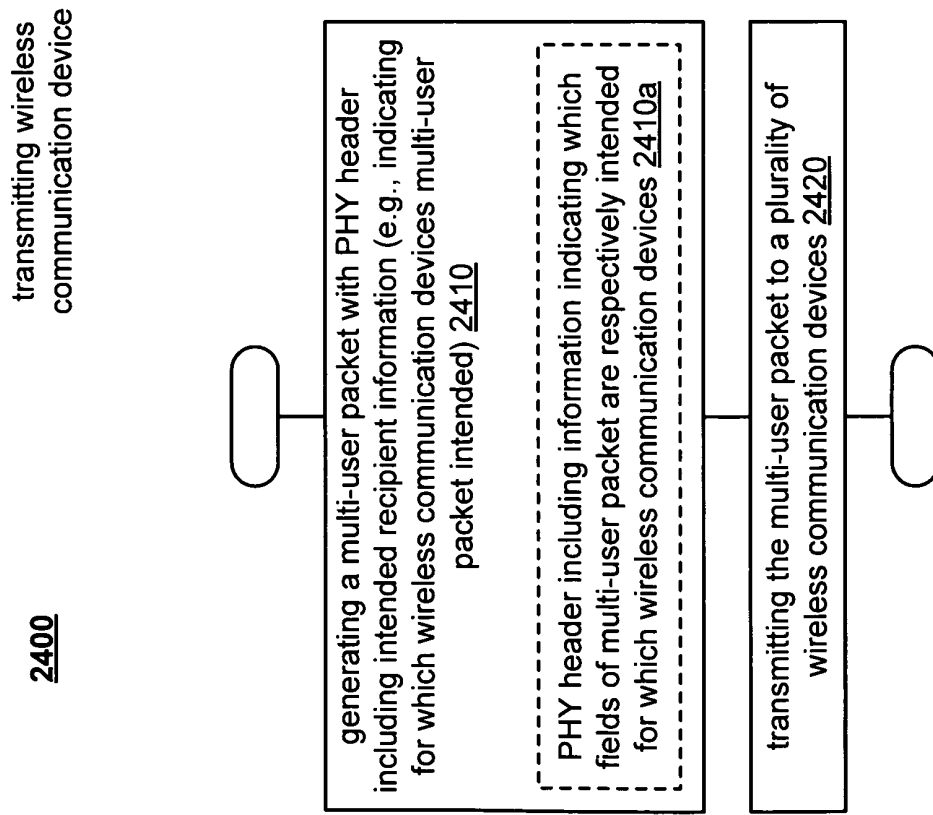 2400
transmitting wireless
communication device
generating a multi-user packet with PHY header
including intended recipient information (e.g., indicating
for which wireless communication devices multi-user
packet intended) 2410
PHY header including information indicating which
fields of multi-user packet are respectively intended
for which wireless communication devices 2410a
transmitting the multi-user packet to a plurality of
wireless communication devices 2420